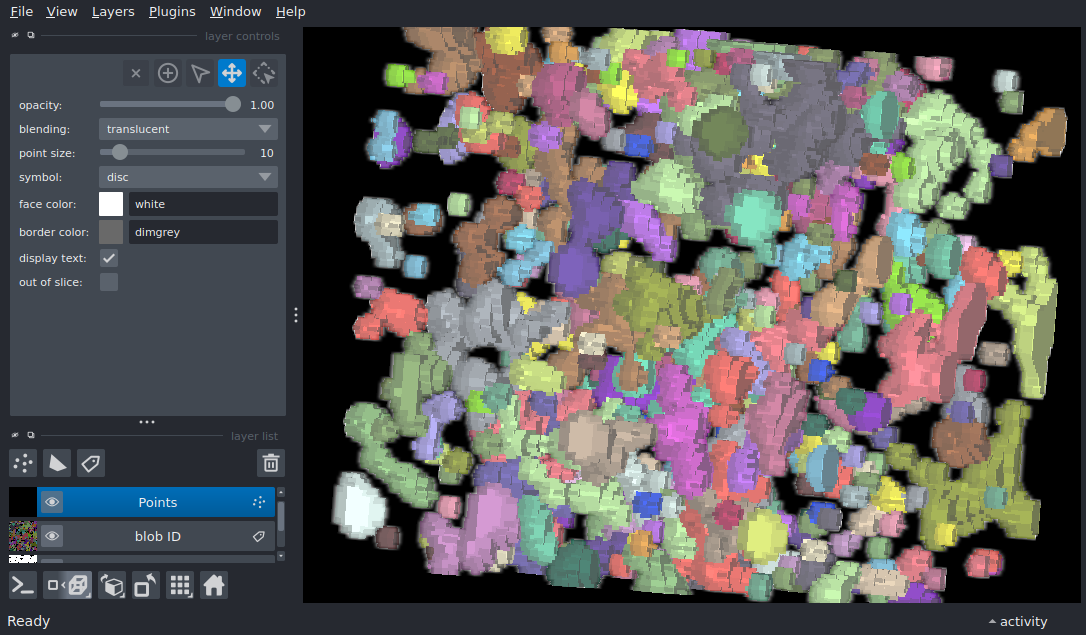 File View Layers Plugins Window Help
layer controls
opacity: 1.00
blending: translucent
point size: 10
symbol: disc
face color: white
border color: dimgrey
display text:
out of slice:
layer list
Points
blob ID
Ready
activity